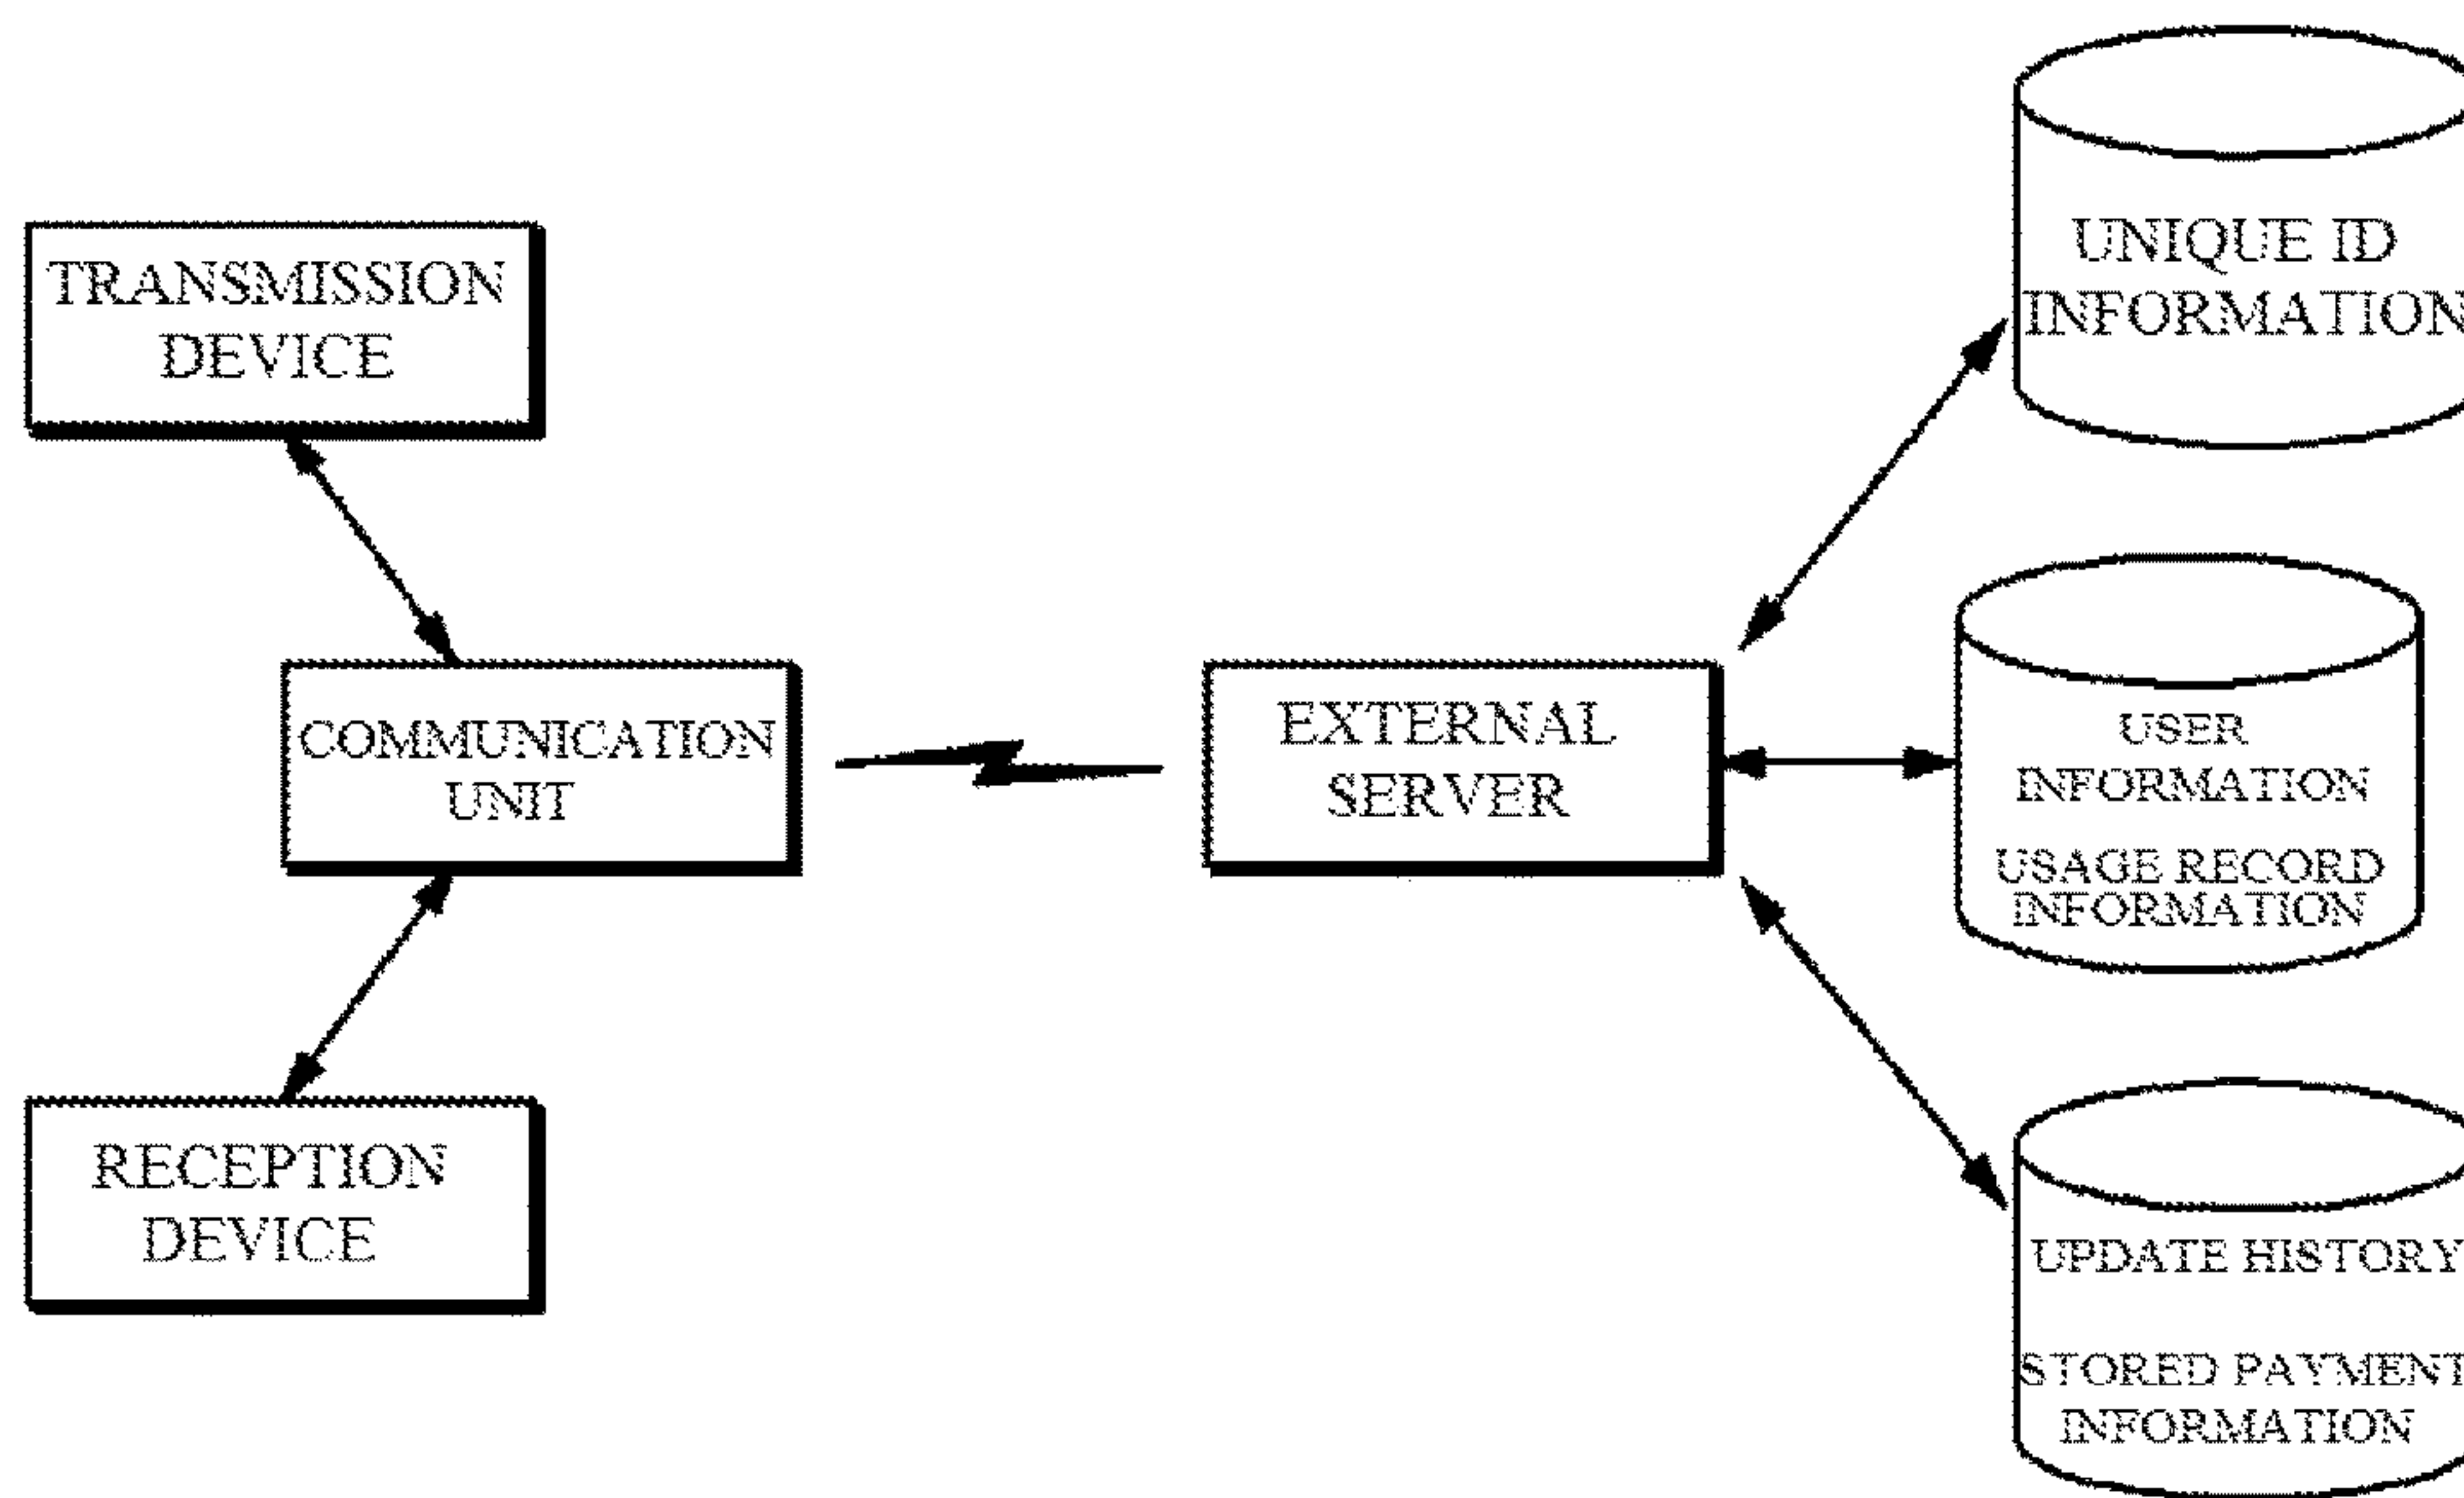 TRANSMISSION
DEVICE
COMMUNICATION
UNIT
RECEPTION
DEVICE
EXTERNAL
SERVER
UNIQUE ID
INFORMATION
USER
INFORMATION
USAGE RECORD
INFORMATION
UPDATE HISTORY
STORED PAYMENT
INFORMATION